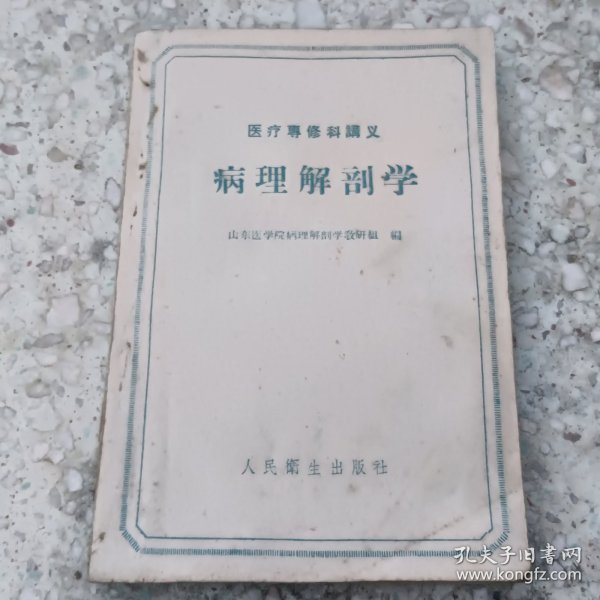 医疗專修科講义
病理解剖学
山东医学院病理解剖学教研組 編
人民衛生出版社
孔夫子旧书网
www.kongfz.com